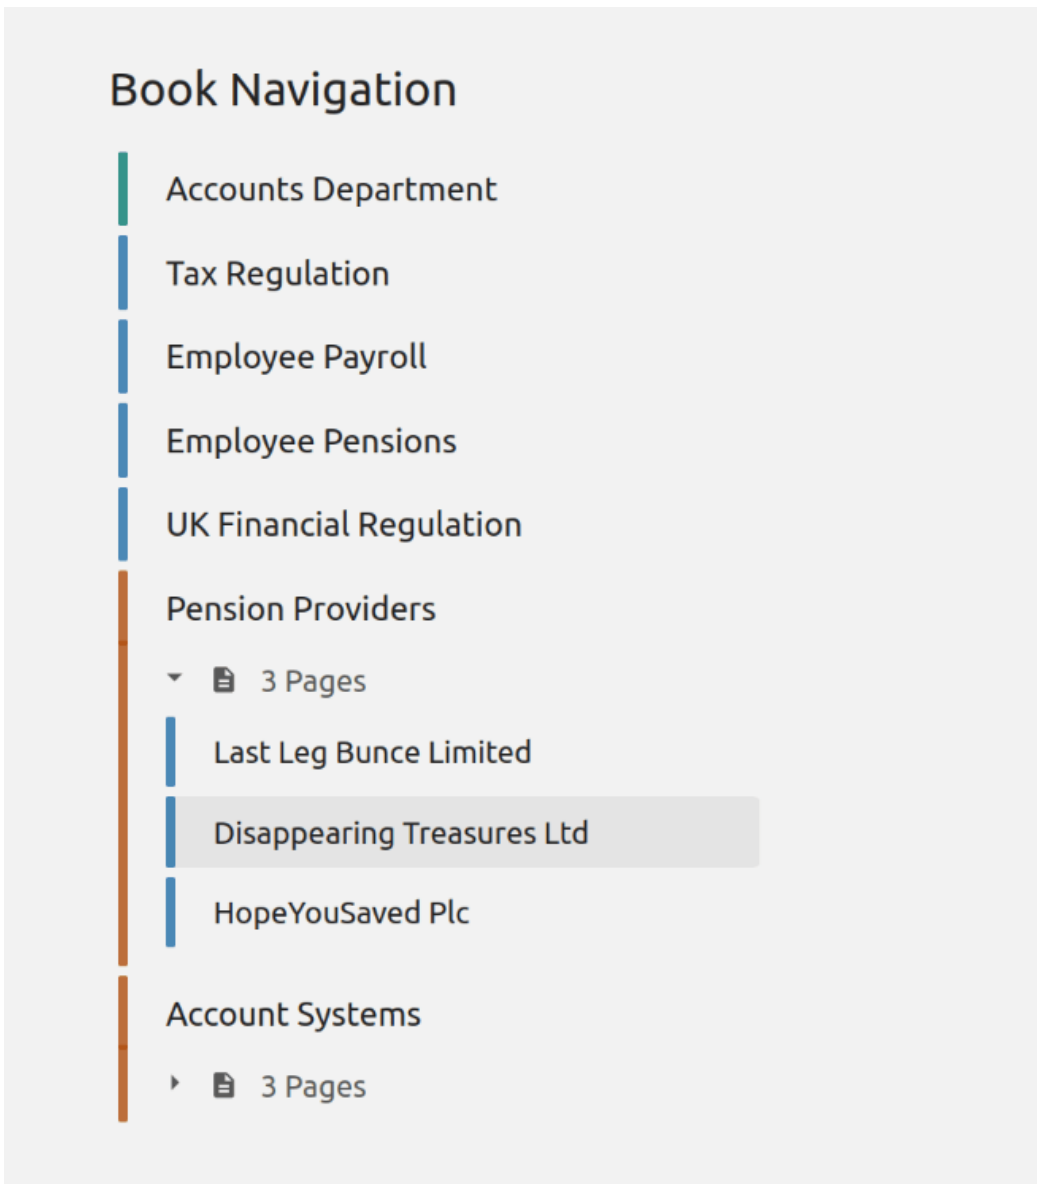 Book Navigation
Accounts Department
Tax Regulation
Employee Payroll
Employee Pensions
UK Financial Regulation
Pension Providers
3 Pages
Last Leg Bunce Limited
Disappearing Treasures Ltd
HopeYouSaved Plc
Account Systems
3 Pages